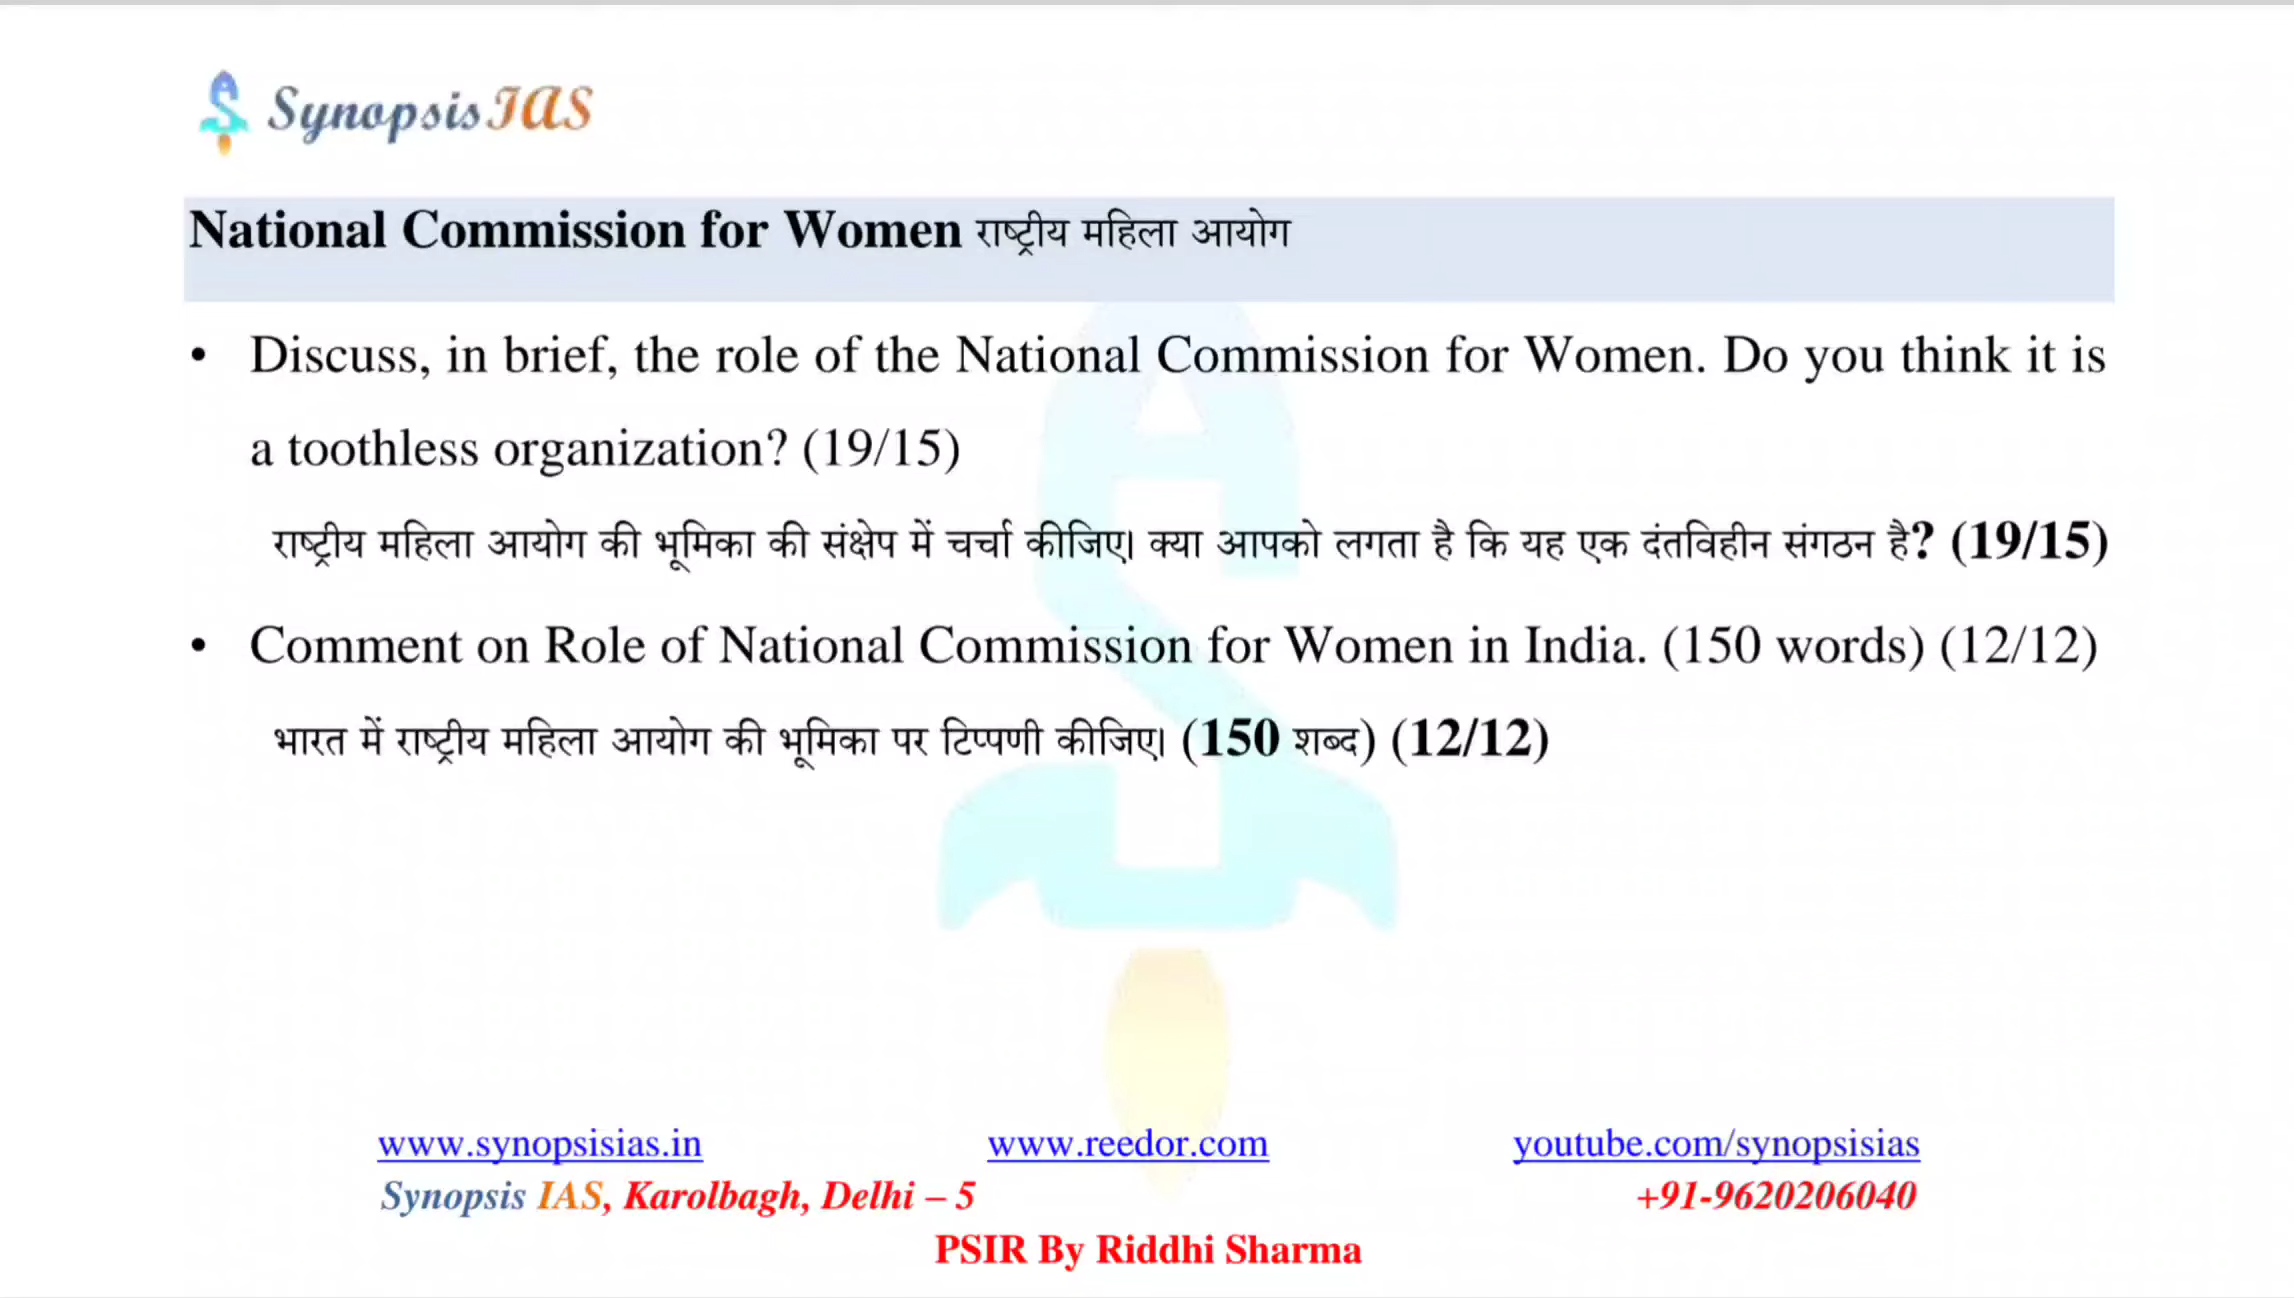 Synopsis IAS
National Commission for Women राष्ट्रीय महिला आयोग
• Discuss, in brief, the role of the National Commission for Women. Do you think it is
a toothless organization? (19/15)
राष्ट्रीय महिला आयोग की भूमिका की संक्षेप में चर्चा कीजिए। क्या आपको लगता है कि यह एक दंतविहीन संगठन है? (19/15)
• Comment on Role of National Commission for Women in India. (150 words) (12/12)
भारत में राष्ट्रीय महिला आयोग की भूमिका पर टिप्पणी कीजिए। (150 शब्द) (12/12)
www.synopsisias.in www.reedor.com youtube.com/synopsisias
Synopsis IAS, Karolbagh, Delhi – 5 +91-9620206040
PSIR By Riddhi Sharma